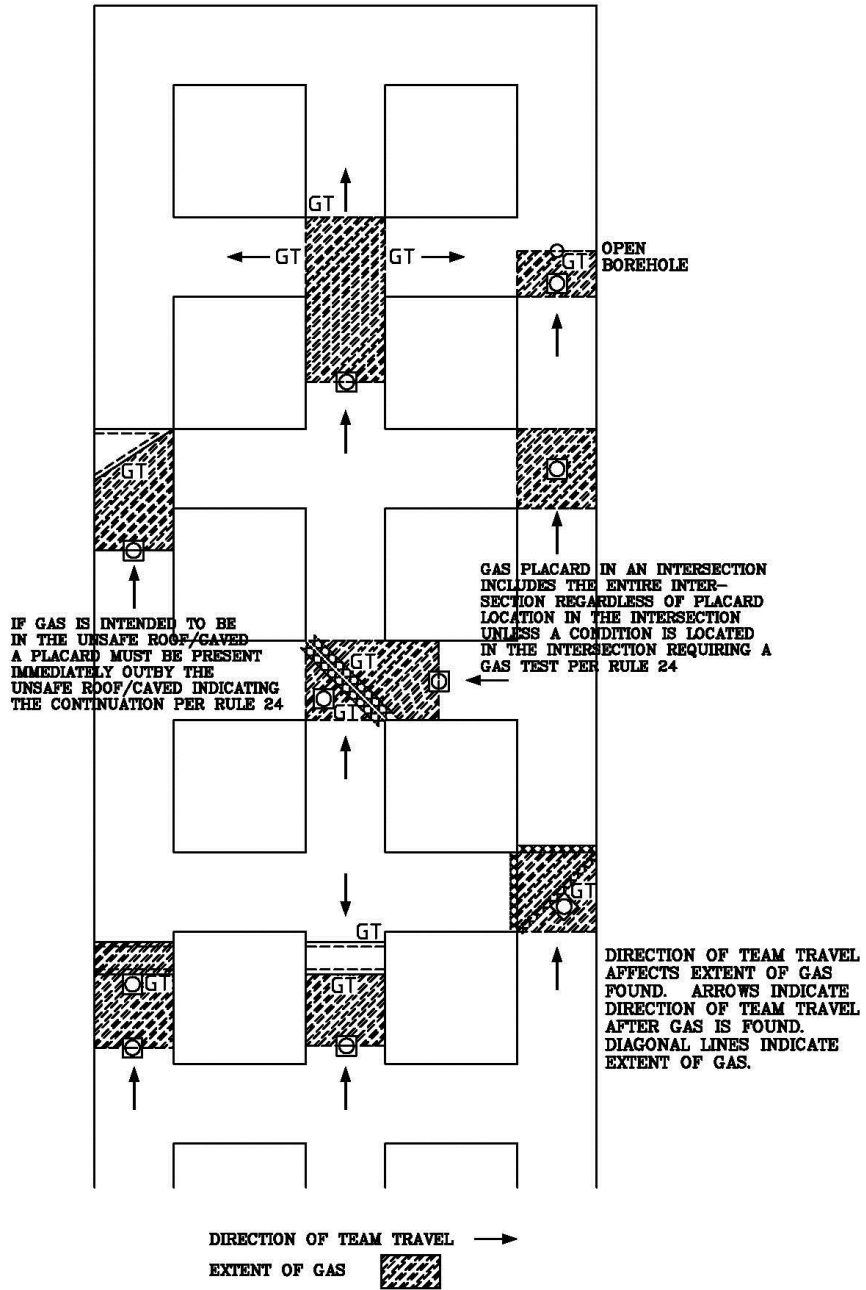 GT
GT
GT
GT
OPEN
BOREHOLE
GT
GAS PLACARD IN AN INTERSECTION
INCLUDES THE ENTIRE INTER-
SECTION REGARDLESS OF PLACARD
LOCATION IN THE INTERSECTION
UNLESS A CONDITION IS LOCATED
IN THE INTERSECTION REQUIRING A
GAS TEST PER RULE 24
IF GAS IS INTENDED TO BE
IN THE UNSAFE ROOF/CAVED
A PLACARD MUST BE PRESENT
IMMEDIATELY OUTBY THE
UNSAFE ROOF/CAVED INDICATING
THE CONTINUATION PER RULE 24
GT
GT
GT
GT
GT
GT
DIRECTION OF TEAM TRAVEL
AFFECTS EXTENT OF GAS
FOUND. ARROWS INDICATE
DIRECTION OF TEAM TRAVEL
AFTER GAS IS FOUND.
DIAGONAL LINES INDICATE
EXTENT OF GAS.
DIRECTION OF TEAM TRAVEL
EXTENT OF GAS